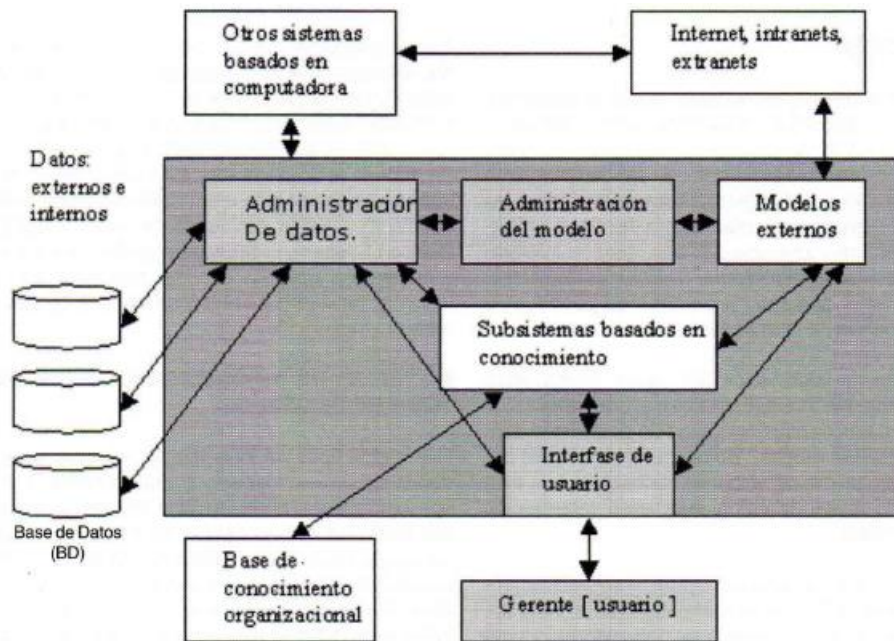 Otros sistemas
basados en
computadora
Internet, intranets,
extranets
Datos:
externos e
internos
Administración
De datos.
Administración
del modelo
Modelos
externos
Subsistemas basados en
conocimiento
Interfase de
usuario
Base de Datos
(BD)
Base de
conocimiento
organizacional
Gerente [ usuario ]